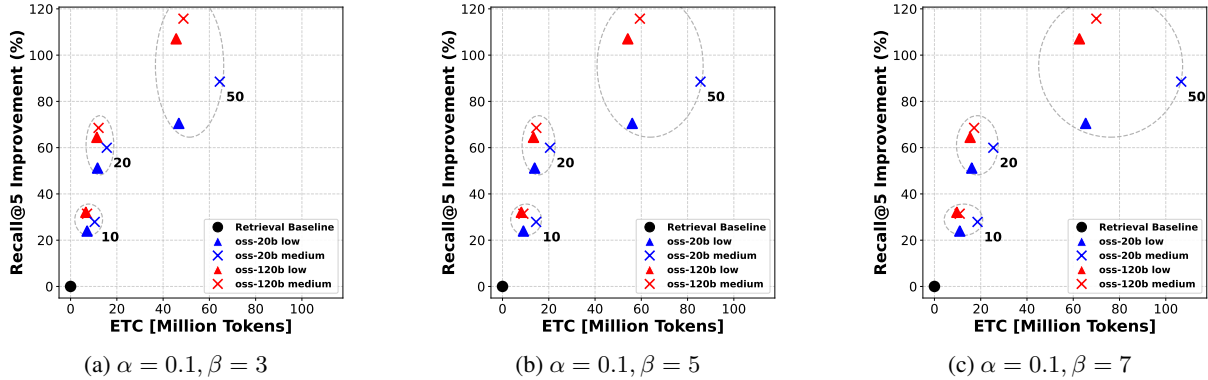 120
100
80
60
40
20
0
Recall@5 Improvement (%)
50
20
10
Retrieval Baseline
oss-20b low
oss-20b medium
oss-120b low
oss-120b medium
0 20 40 60 80 100
ETC [Million Tokens]
(a) α = 0.1, β = 3
120
100
80
60
40
20
0
Recall@5 Improvement (%)
50
20
10
Retrieval Baseline
oss-20b low
oss-20b medium
oss-120b low
oss-120b medium
0 20 40 60 80 100
ETC [Million Tokens]
(b) α = 0.1, β = 5
120
100
80
60
40
20
0
Recall@5 Improvement (%)
50
20
10
Retrieval Baseline
oss-20b low
oss-20b medium
oss-120b low
oss-120b medium
0 20 40 60 80 100
ETC [Million Tokens]
(c) α = 0.1, β = 7